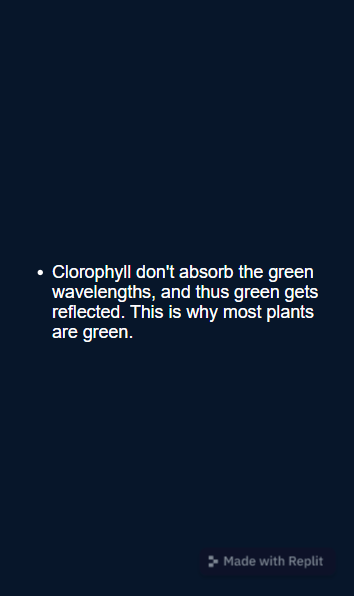 • Clorophyll don't absorb the green
wavelengths, and thus green gets
reflected. This is why most plants
are green.
Made with Replit